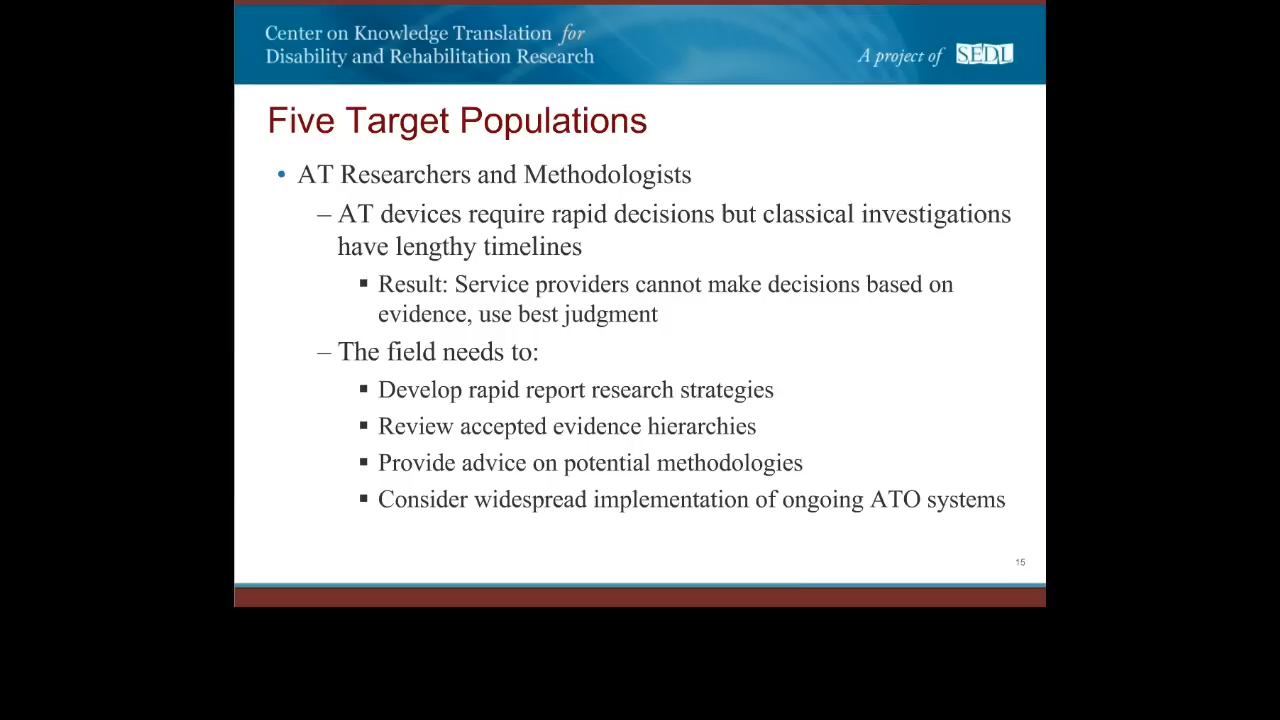 Center on Knowledge Translation for
Disability and Rehabilitation Research
A project of SEDL
Five Target Populations
• AT Researchers and Methodologists
– AT devices require rapid decisions but classical investigations
have lengthy timelines
▪ Result: Service providers cannot make decisions based on
evidence, use best judgment
– The field needs to:
▪ Develop rapid report research strategies
▪ Review accepted evidence hierarchies
▪ Provide advice on potential methodologies
▪ Consider widespread implementation of ongoing ATO systems
15